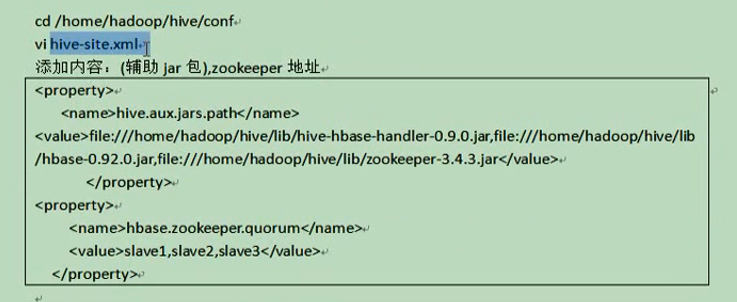 cd /home/hadoop/hive/conf
vi hive-site.xml
添加内容：(辅助 jar 包),zookeeper 地址
<property>
<name>hive.aux.jars.path</name>
<value>file:///home/hadoop/hive/lib/hive-hbase-handler-0.9.0.jar,file:///home/hadoop/hive/lib
/hbase-0.92.0.jar,file:///home/hadoop/hive/lib/zookeeper-3.4.3.jar</value>
</property>
<property>
<name>hbase.zookeeper.quorum</name>
<value>slave1,slave2,slave3</value>
</property>